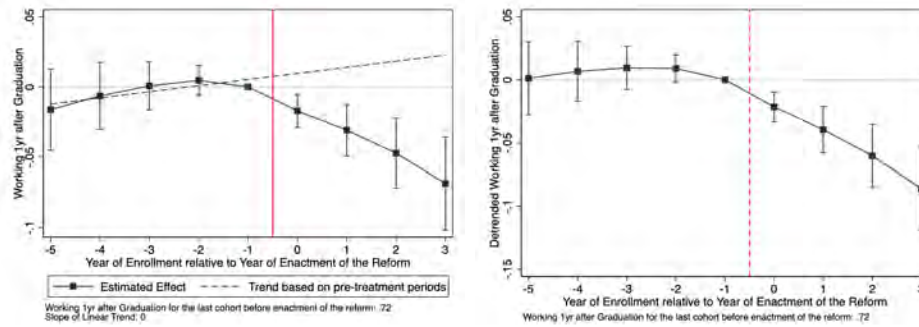 Working 1yr after Graduation
.05
0
-.05
-.1
-5 -4 -3 -2 -1 0 1 2 3
Year of Enrollment relative to Year of Enactment of the Reform
Estimated Effect Trend based on pre-treatment periods
Working 1yr after Graduation for the last cohort before enactment of the reform: .72
Slope of Linear Trend: 0
Detrended Working 1yr after Graduation
.05
0
-.05
-.1
-.15
-5 -4 -3 -2 -1 0 1 2 3
Year of Enrollment relative to Year of Enactment of the Reform
Working 1yr after Graduation for the last cohort before enactment of the reform: .72